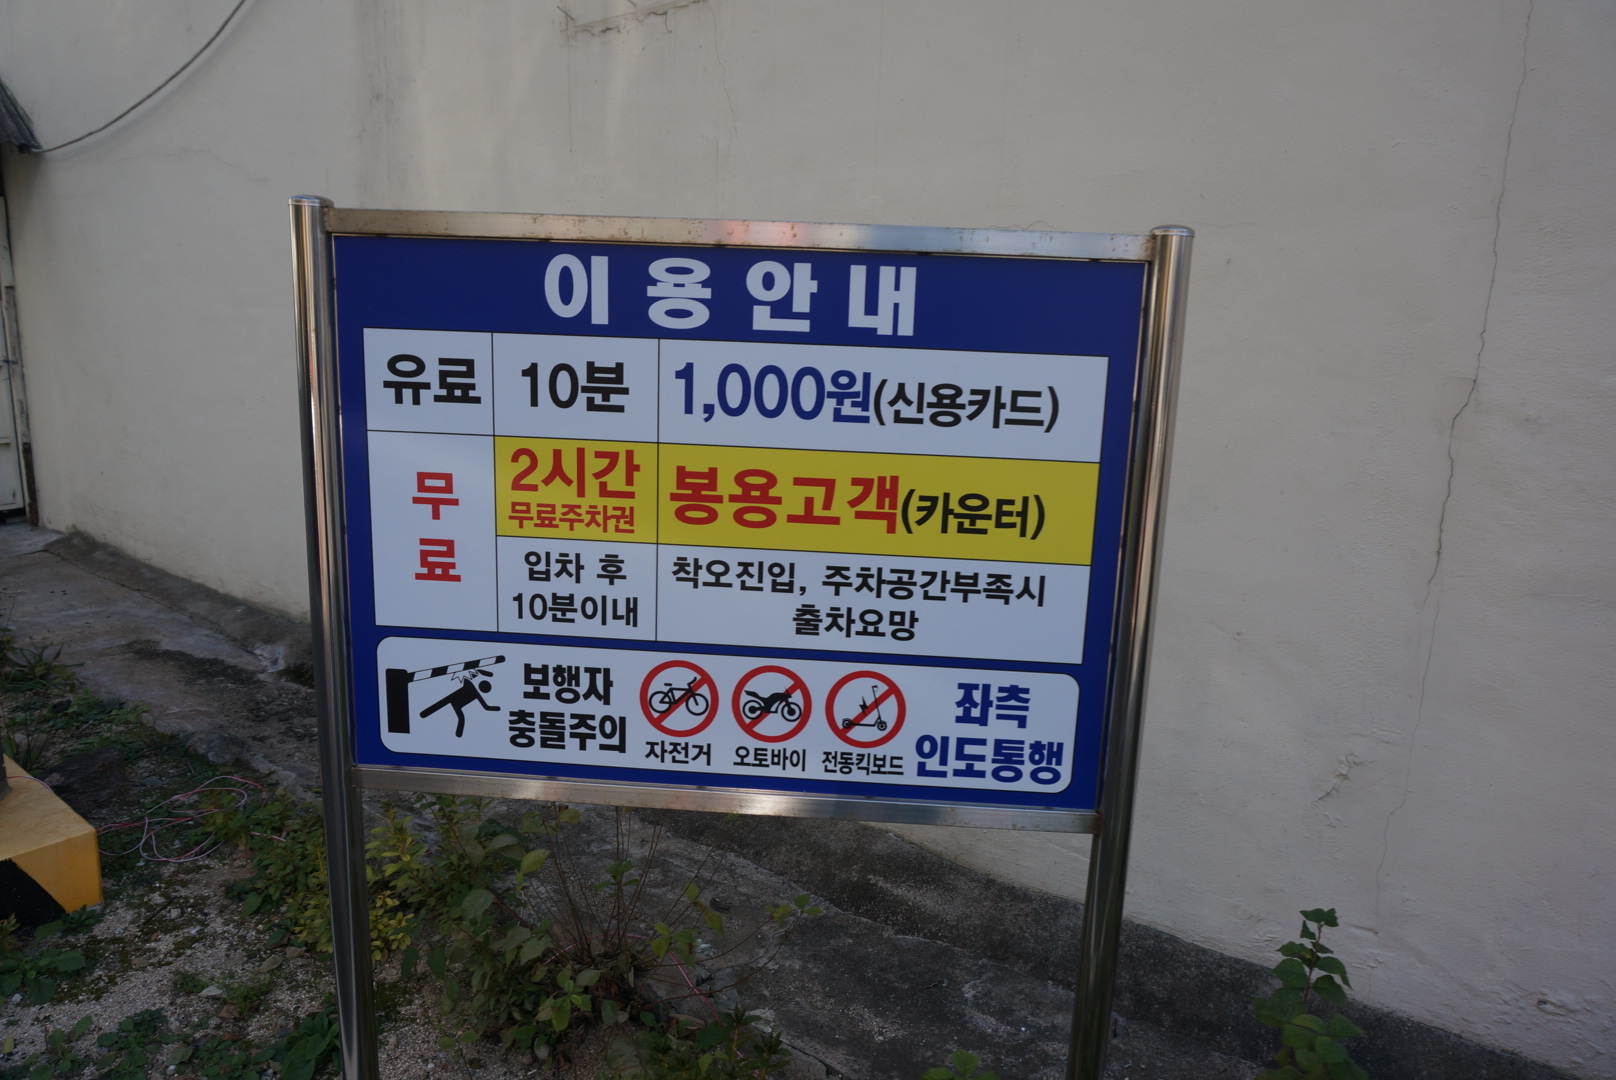 이용안내
유료 10분 1,000원(신용카드)
무료
2시간
무료주차권
봉용고객(카운터)
입차 후
10분이내
착오진입, 주차공간부족시
출차요망
보행자
충돌주의
자전거 오토바이 전동킥보드
좌측
인도통행